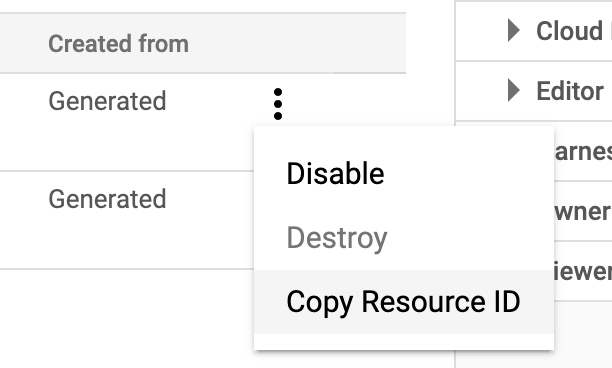 Created from
Generated
Generated
Disable
Destroy
Copy Resource ID
Cloud
Editor